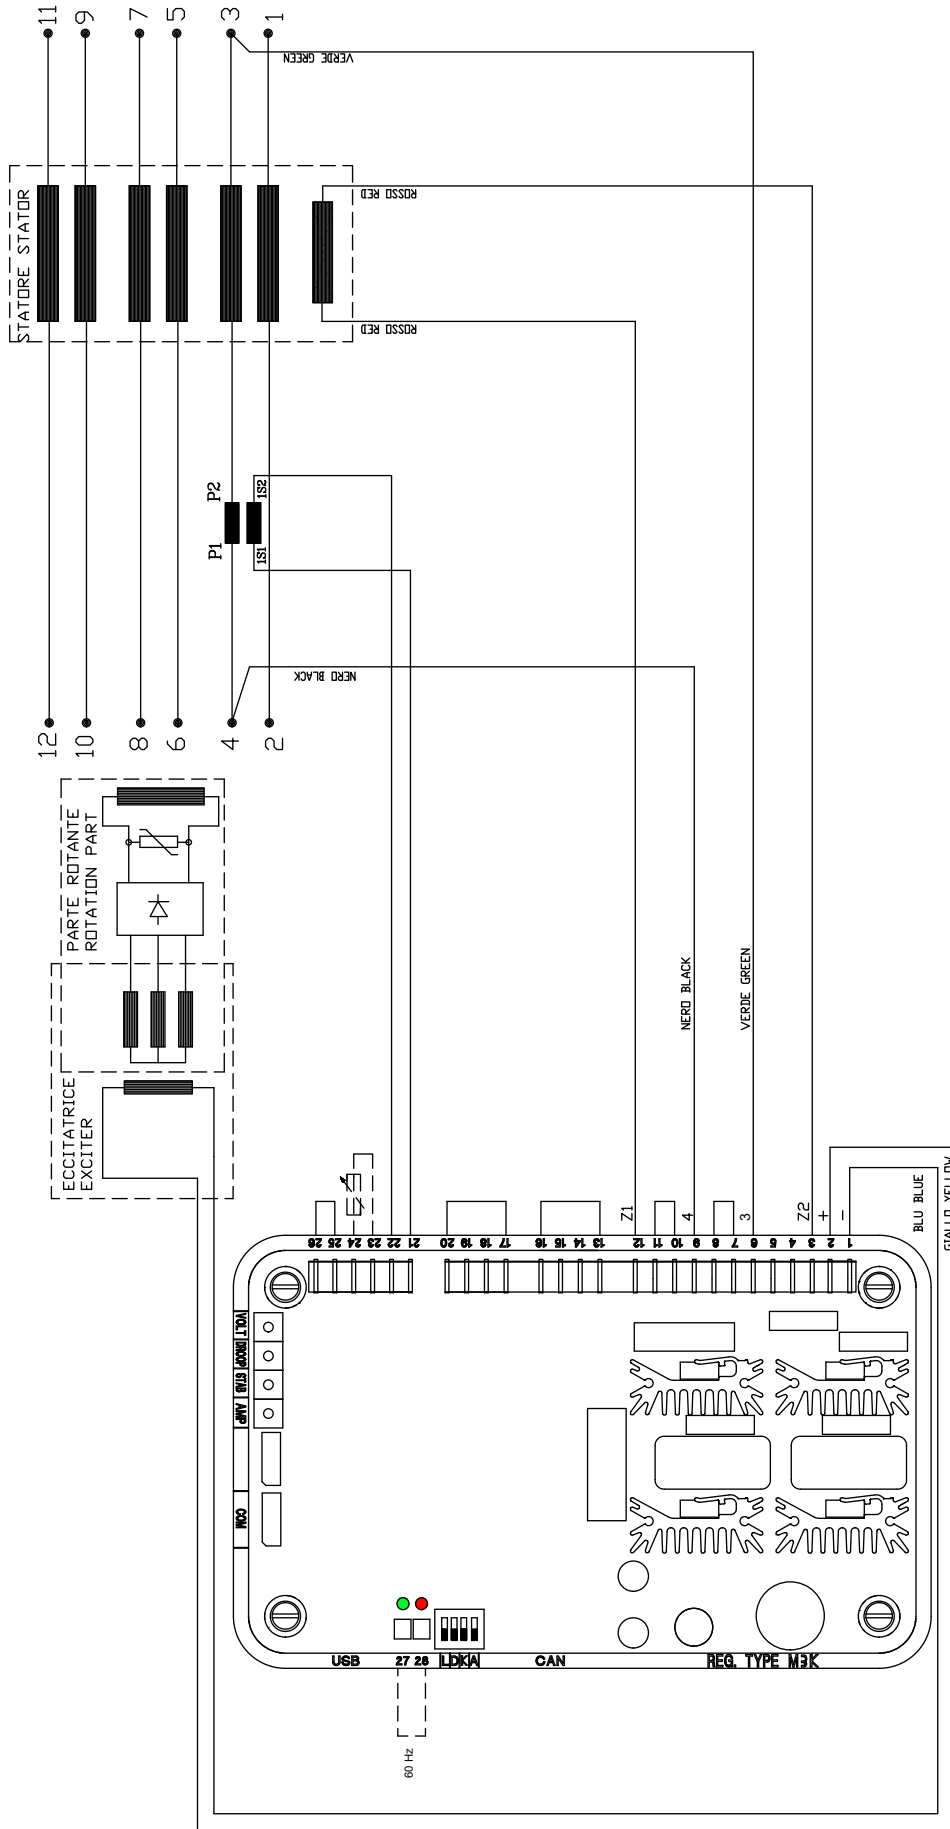 11
9
7
5
3
1
VERDE GREEN
STATORE STATOR
ROSSO RED
ROSSO RED
P2
P1
1S2
1S1
NERO BLACK
12
10
8
6
4
2
PARTE ROTANTE
ROTATION PART
ECCITATRICE
EXCITER
NERO BLACK
VERDE GREEN
Z1
4
3
Z2
+
-
BLU BLUE
GIALLO YELLOW
26
25
24
23
22
21
20
19
18
17
16
15
14
13
12
11
10
9
8
7
6
5
4
3
2
1
VOLT
DROOP
STAB
AMP
COM
USB
27 28
L D K A
CAN
REG. TYPE M3K
60 Hz